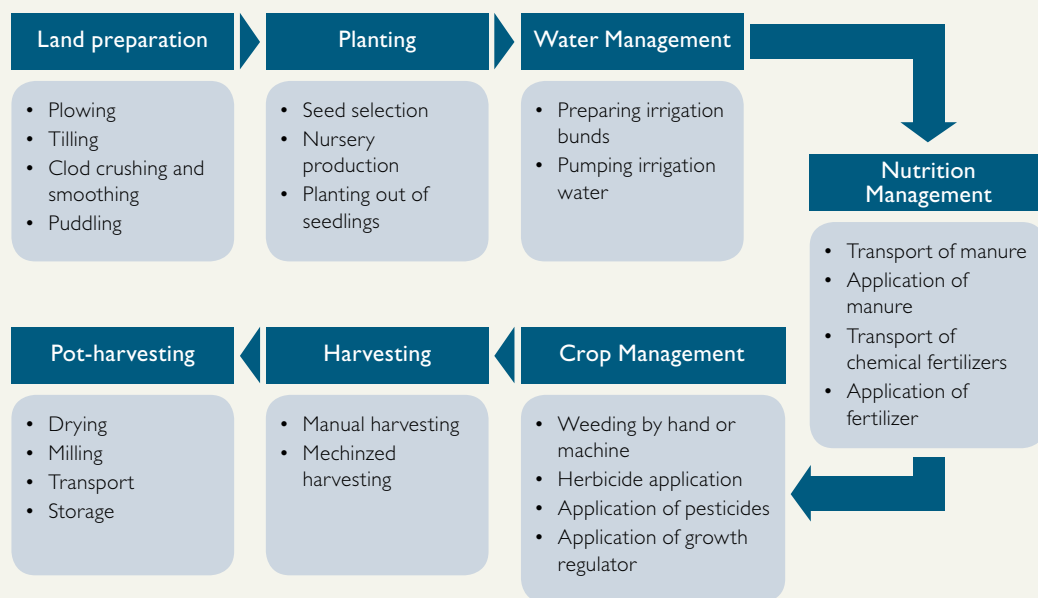 Land preparation
• Plowing
• Tilling
• Clod crushing and
smoothing
• Puddling
Planting
• Seed selection
• Nursery
production
• Planting out of
seedlings
Water Management
• Preparing irrigation
bunds
• Pumping irrigation
water
Nutrition
Management
• Transport of manure
• Application of
manure
• Transport of
chemical fertilizers
• Application of
fertilizer
Crop Management
• Weeding by hand or
machine
• Herbicide application
• Application of pesticides
• Application of growth
regulator
Harvesting
• Manual harvesting
• Mechinzed
harvesting
Pot-harvesting
• Drying
• Milling
• Transport
• Storage